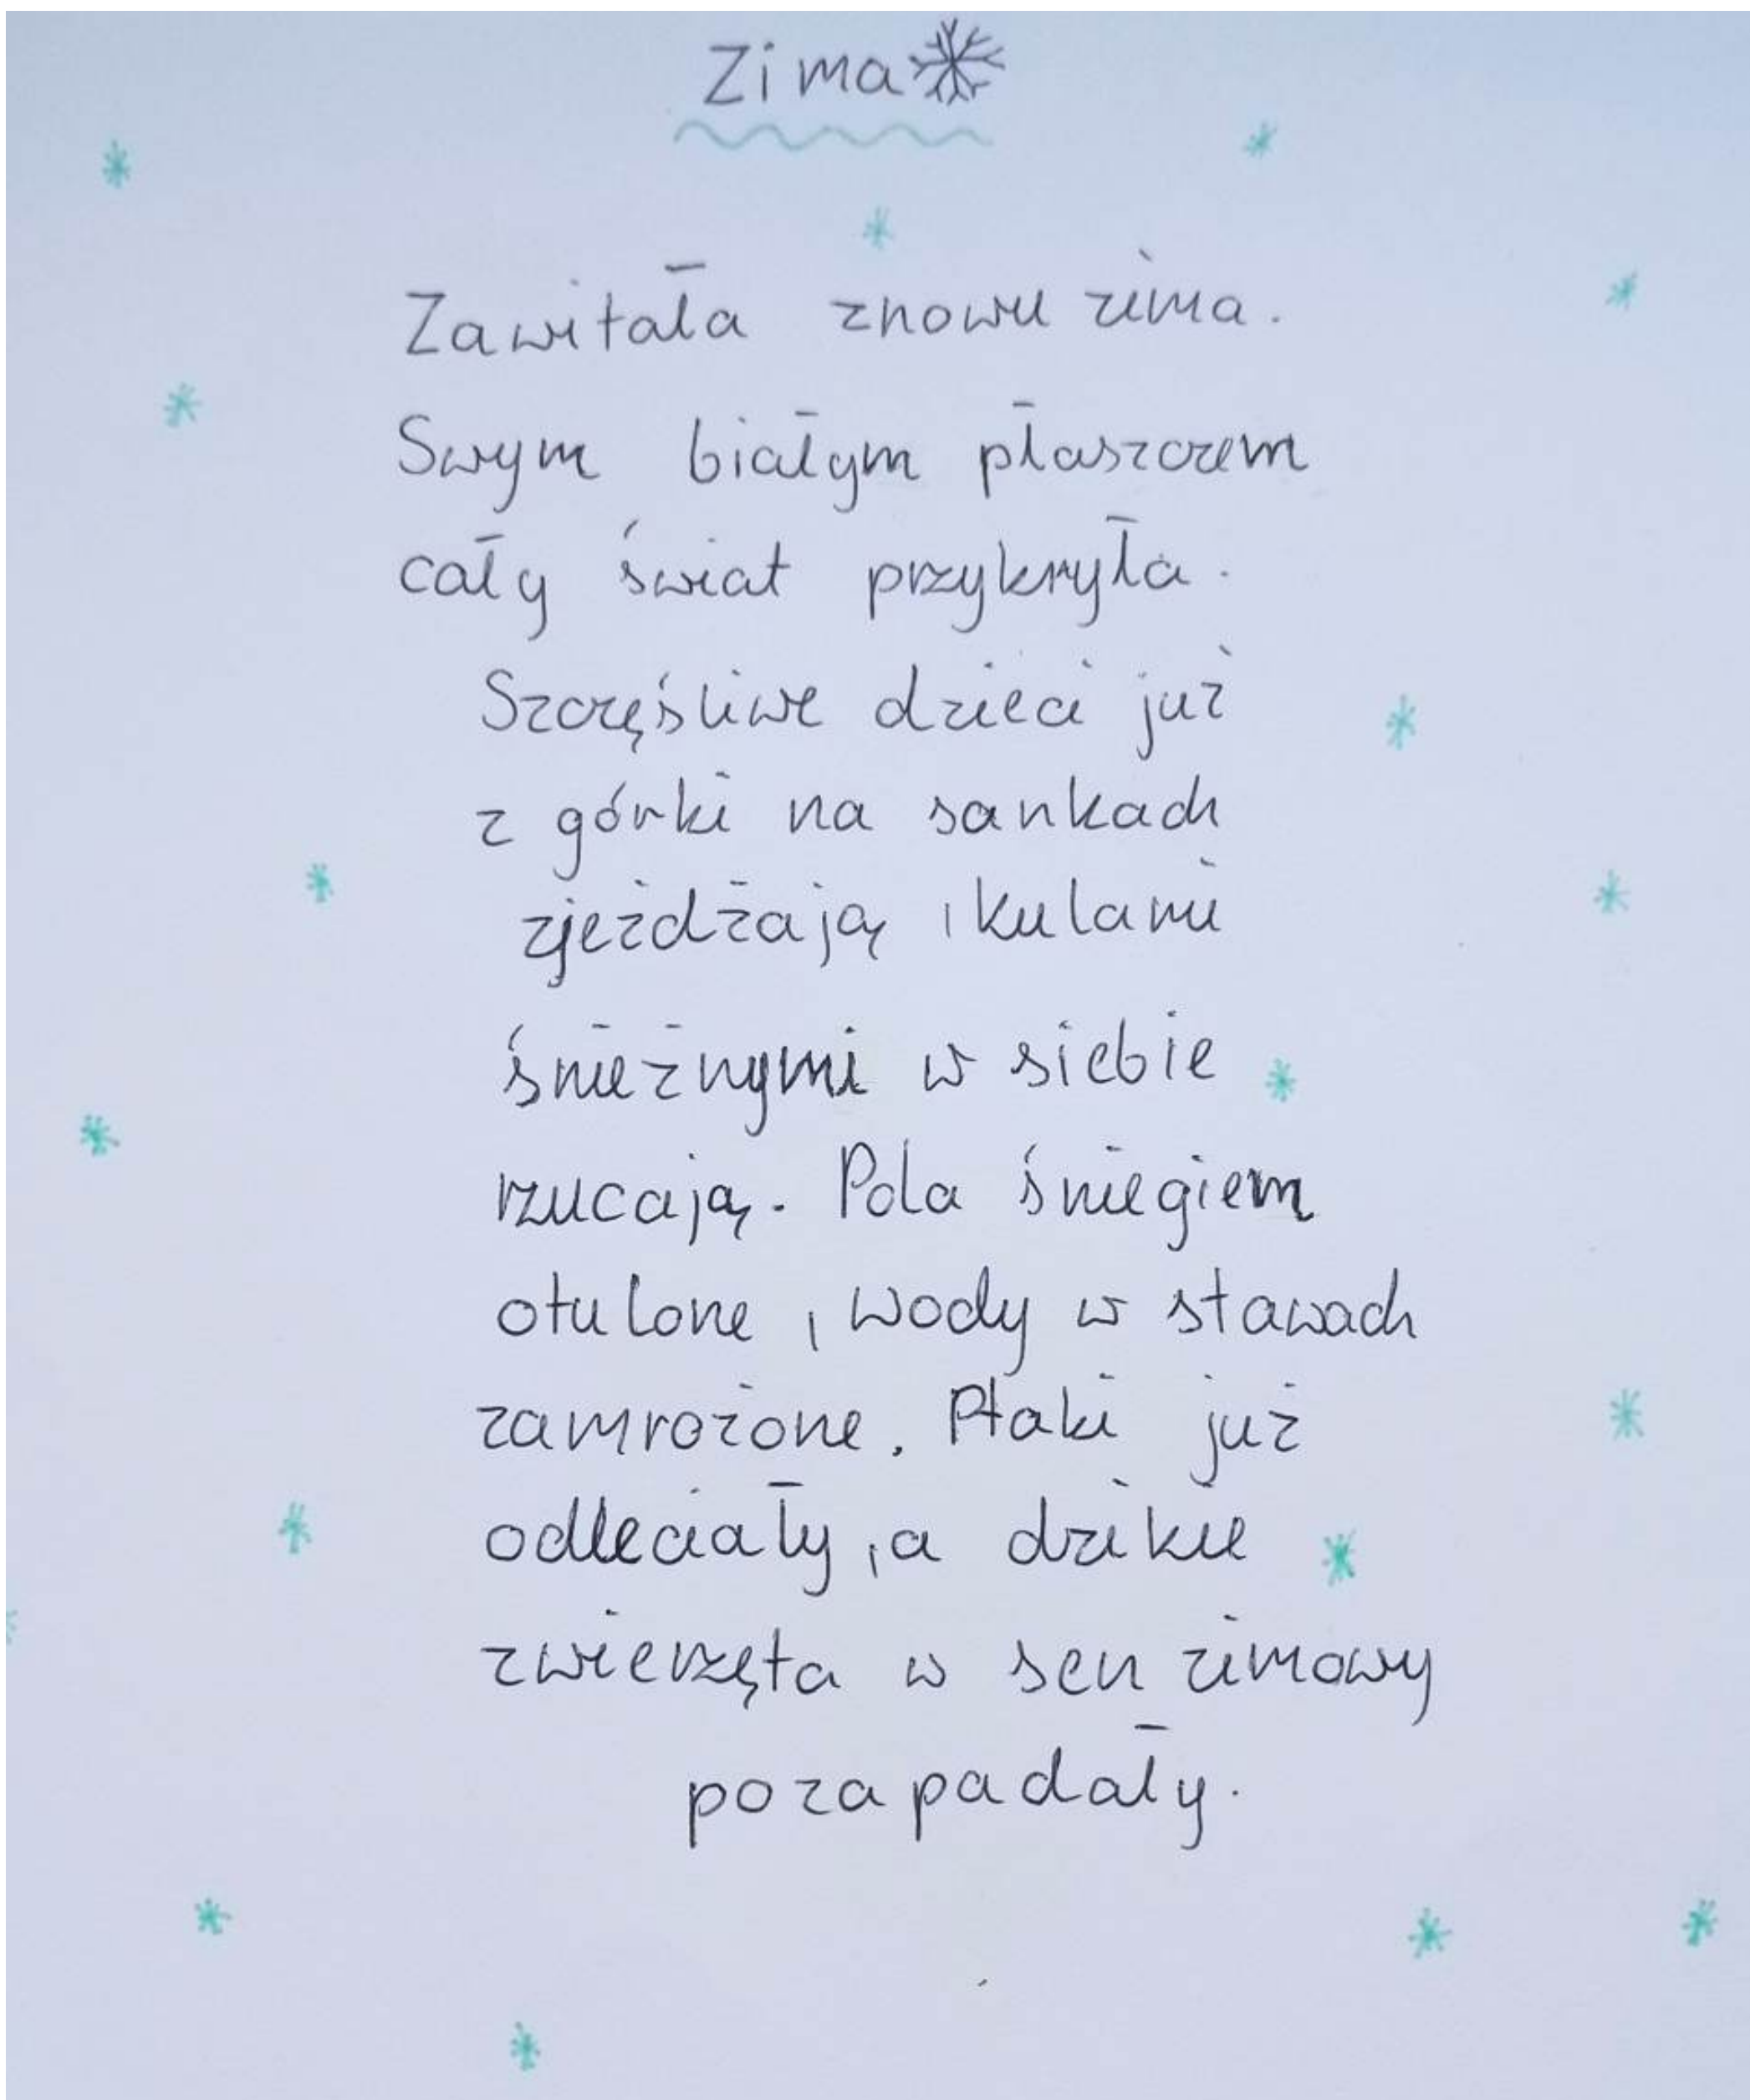 Zima
Zawitała znowu zima.
Swym białym płaszczem
cały świat przykryła.
Szczęśliwe dzieci już
z górki na sankach
zjeżdżają i kulami
śnieżnymi w siebie
rzucają. Pola śniegiem
otulone, wody w stawach
zamrożone. Ptaki już
odleciały, a dzikie
zwierzęta w sen zimowy
pozapadały.